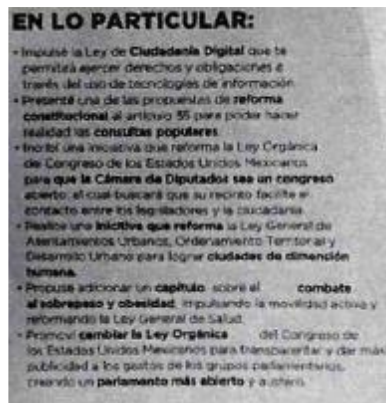 EN LO PARTICULAR:
• Impulsé la Ley de Ciudadanía Digital que te
permitirá ejercer derechos y obligaciones a
través del uso de tecnologías de información
• Presenté una de las propuestas de reforma
constitucional al artículo 35 para poder hacer
realidad las consultas populares
• una iniciativa que reforma la Ley Orgánica
de Congreso de los Estados Unidos Mexicanos
para que la Cámara de Diputados sea un congreso
abierto, el cual buscará que su recinto facilite el
contacto entre los legisladores y la ciudadanía
• Realicé una inicitiva que reforma la Ley General de
Asentamientos Urbanos, Ordenamiento Territorial y
Desarrollo Urbano para lograr ciudades de dimensión
humana.
• Propuse adicionar un capítulo sobre el combate
al sobrepeso y obesidad, impulsando la movilidad activa y
reformando la Ley General de Salud.
• Promoví cambiar la Ley Orgánica del Congreso de
los Estados Unidos Mexicanos para transparentar y dar más
publicidad a los gastos de los grupos parlamentarios,
creando un parlamento más abierto y austero.